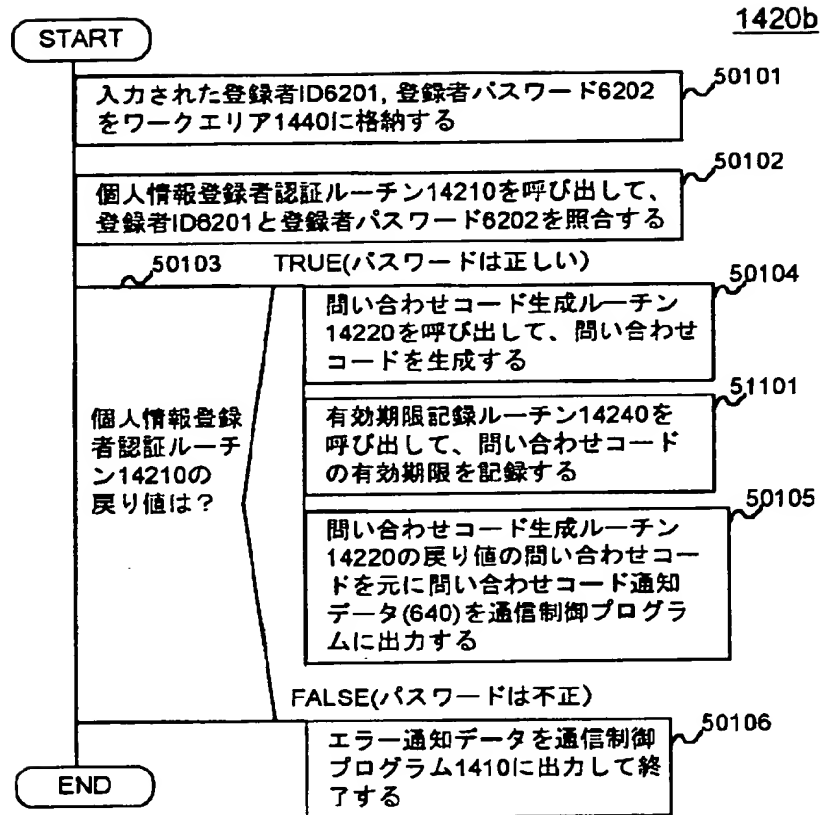 1420b
START
50101
入力された登録者ID6201, 登録者パスワード6202
をワークエリア1440に格納する
50102
個人情報登録者認証ルーチン14210を呼び出して、
登録者ID6201と登録者パスワード6202を照合する
50103
TRUE(パスワードは正しい)
50104
問い合わせコード生成ルーチン
14220を呼び出して、問い合わせ
コードを生成する
51101
有効期限記録ルーチン14240を
呼び出して、問い合わせコード
の有効期限を記録する
個人情報登録
者認証ルーチ
ン14210の
戻り値は？
50105
問い合わせコード生成ルーチン
14220の戻り値の問い合わせコー
ドを元に問い合わせコード通知
データ(640)を通信制御プログラ
ムに出力する
FALSE(パスワードは不正)
50106
エラー通知データを通信制御
プログラム1410に出力して終
了する
END